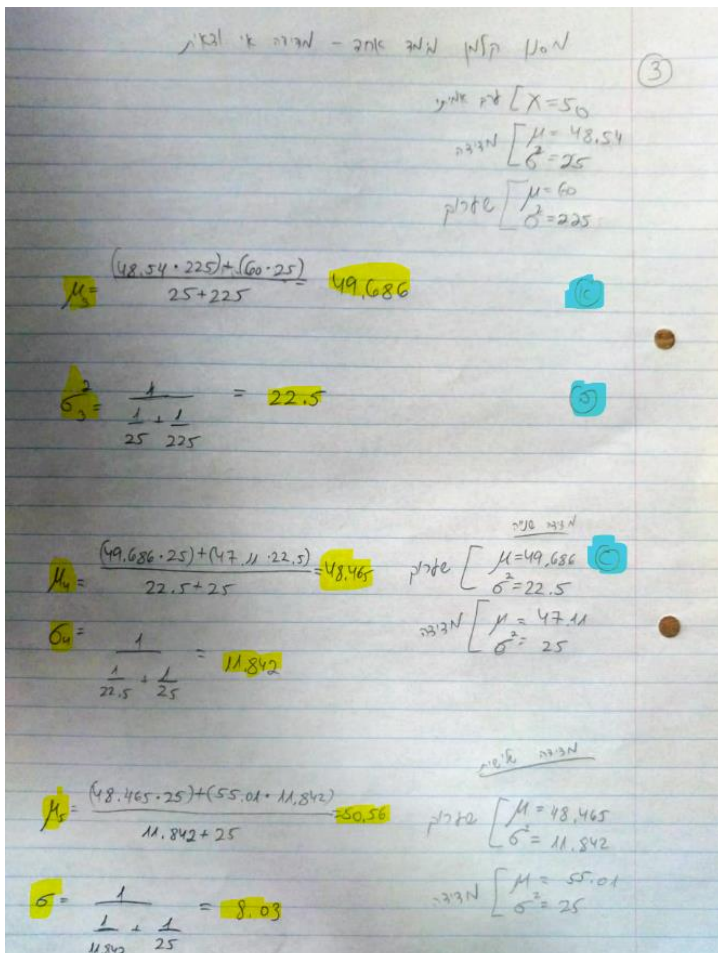 מסנן קלמן מימד אחד - מדידה אי ודאית
3
ערך אמיתי [ X=50
מדידה [ μ= 48.54
σ²= 25
שערוך [ μ=60
σ²= 225
μ₃= (48.54 · 225)+(60·25) / 25+225 = 49.686
א
σ₃²= 1 / 1/25 + 1/225 = 22.5
ב
מדידה שנייה
μ₄= (49.686·25)+(47.11·22.5) / 22.5+25 = 48.465
שערוך [ μ=49.686
σ²= 22.5
ג
σ₄= 1 / 1/22.5 + 1/25 = 11.842
מדידה [ μ = 47.11
σ²= 25
מדידה שלישית
μ₅= (48.465·25)+(55.01·11.842) / 11.842+25 =50.56
שערוך [ μ = 48.465
σ²= 11.842
σ= 1 / 1/11.842 + 1/25 = 8.03
מדידה [ μ = 55.01
σ²= 25